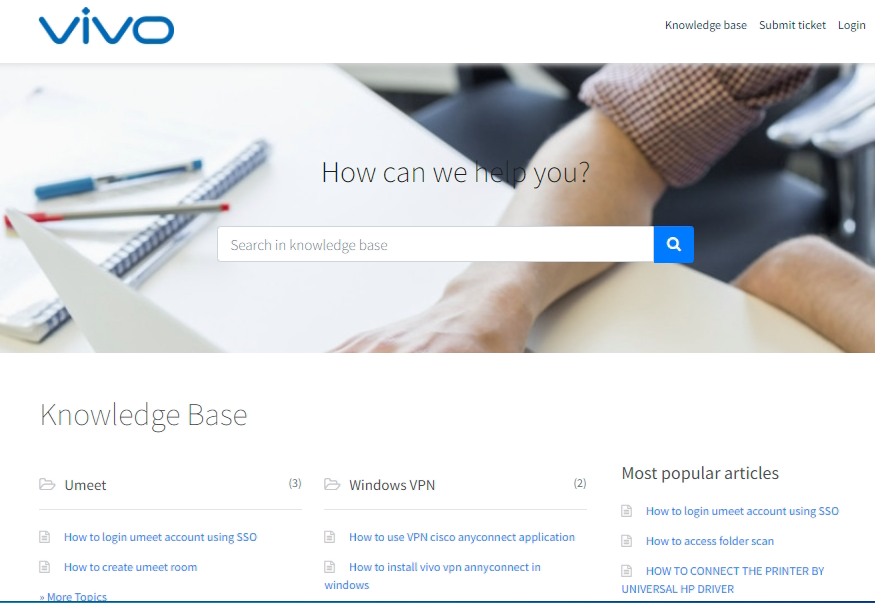 vivo
Knowledge base Submit ticket Login
How can we help you?
Search in knowledge base
Knowledge Base
Umeet (3)
How to login umeet account using SSO
How to create umeet room
» More Topics
Windows VPN (2)
How to use VPN cisco anyconnect application
How to install vivo vpn annyconnect in
windows
Most popular articles
How to login umeet account using SSO
How to access folder scan
HOW TO CONNECT THE PRINTER BY
UNIVERSAL HP DRIVER